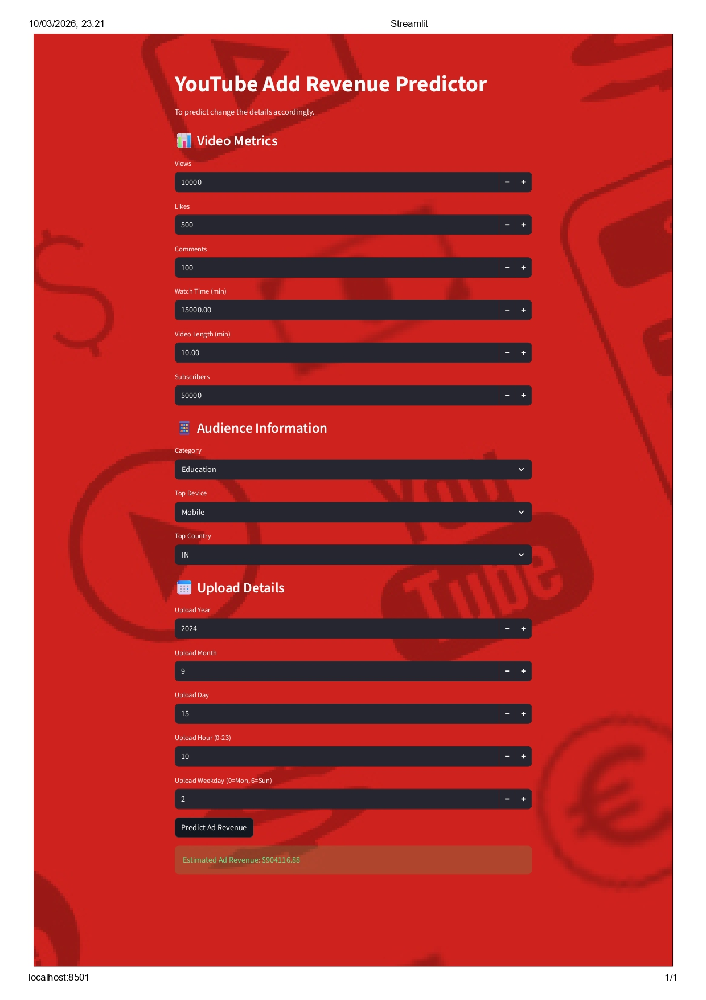 10/03/2026, 23:21
Streamlit
YouTube Add Revenue Predictor
To predict change the details accordingly.
Video Metrics
Views
10000
Likes
500
Comments
100
Watch Time (min)
15000.00
Video Length (min)
10.00
Subscribers
50000
Audience Information
Category
Education
Top Device
Mobile
Top Country
IN
You
Tube
Upload Details
Upload Year
2024
Upload Month
9
Upload Day
15
Upload Hour (0-23)
10
Upload Weekday (0=Mon, 6=Sun)
2
Predict Ad Revenue
Estimated Ad Revenue: $904116.88
localhost:8501
1/1